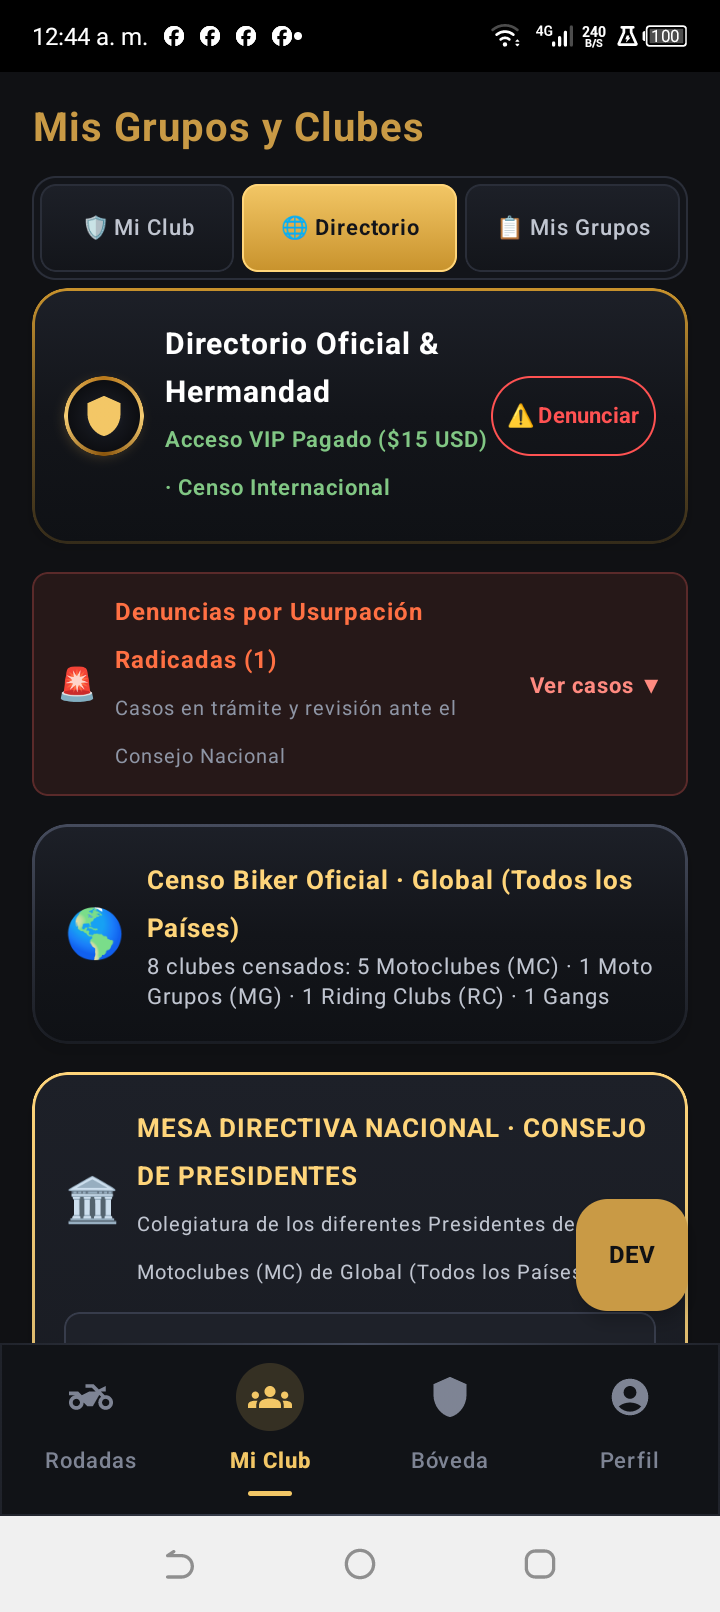 12:44 a. m.
4G
240
B/S
100
Mis Grupos y Clubes
Mi Club
Directorio
Mis Grupos
Directorio Oficial &
Hermandad
Acceso VIP Pagado ($15 USD)
· Censo Internacional
Denunciar
Denuncias por Usurpación
Radicadas (1)
Casos en trámite y revisión ante el
Consejo Nacional
Ver casos ▼
Censo Biker Oficial · Global (Todos los
Países)
8 clubes censados: 5 Motoclubes (MC) · 1 Moto
Grupos (MG) · 1 Riding Clubs (RC) · 1 Gangs
MESA DIRECTIVA NACIONAL · CONSEJO
DE PRESIDENTES
Colegiatura de los diferentes Presidentes de
Motoclubes (MC) de Global (Todos los Países
DEV
Rodadas
Mi Club
Bóveda
Perfil